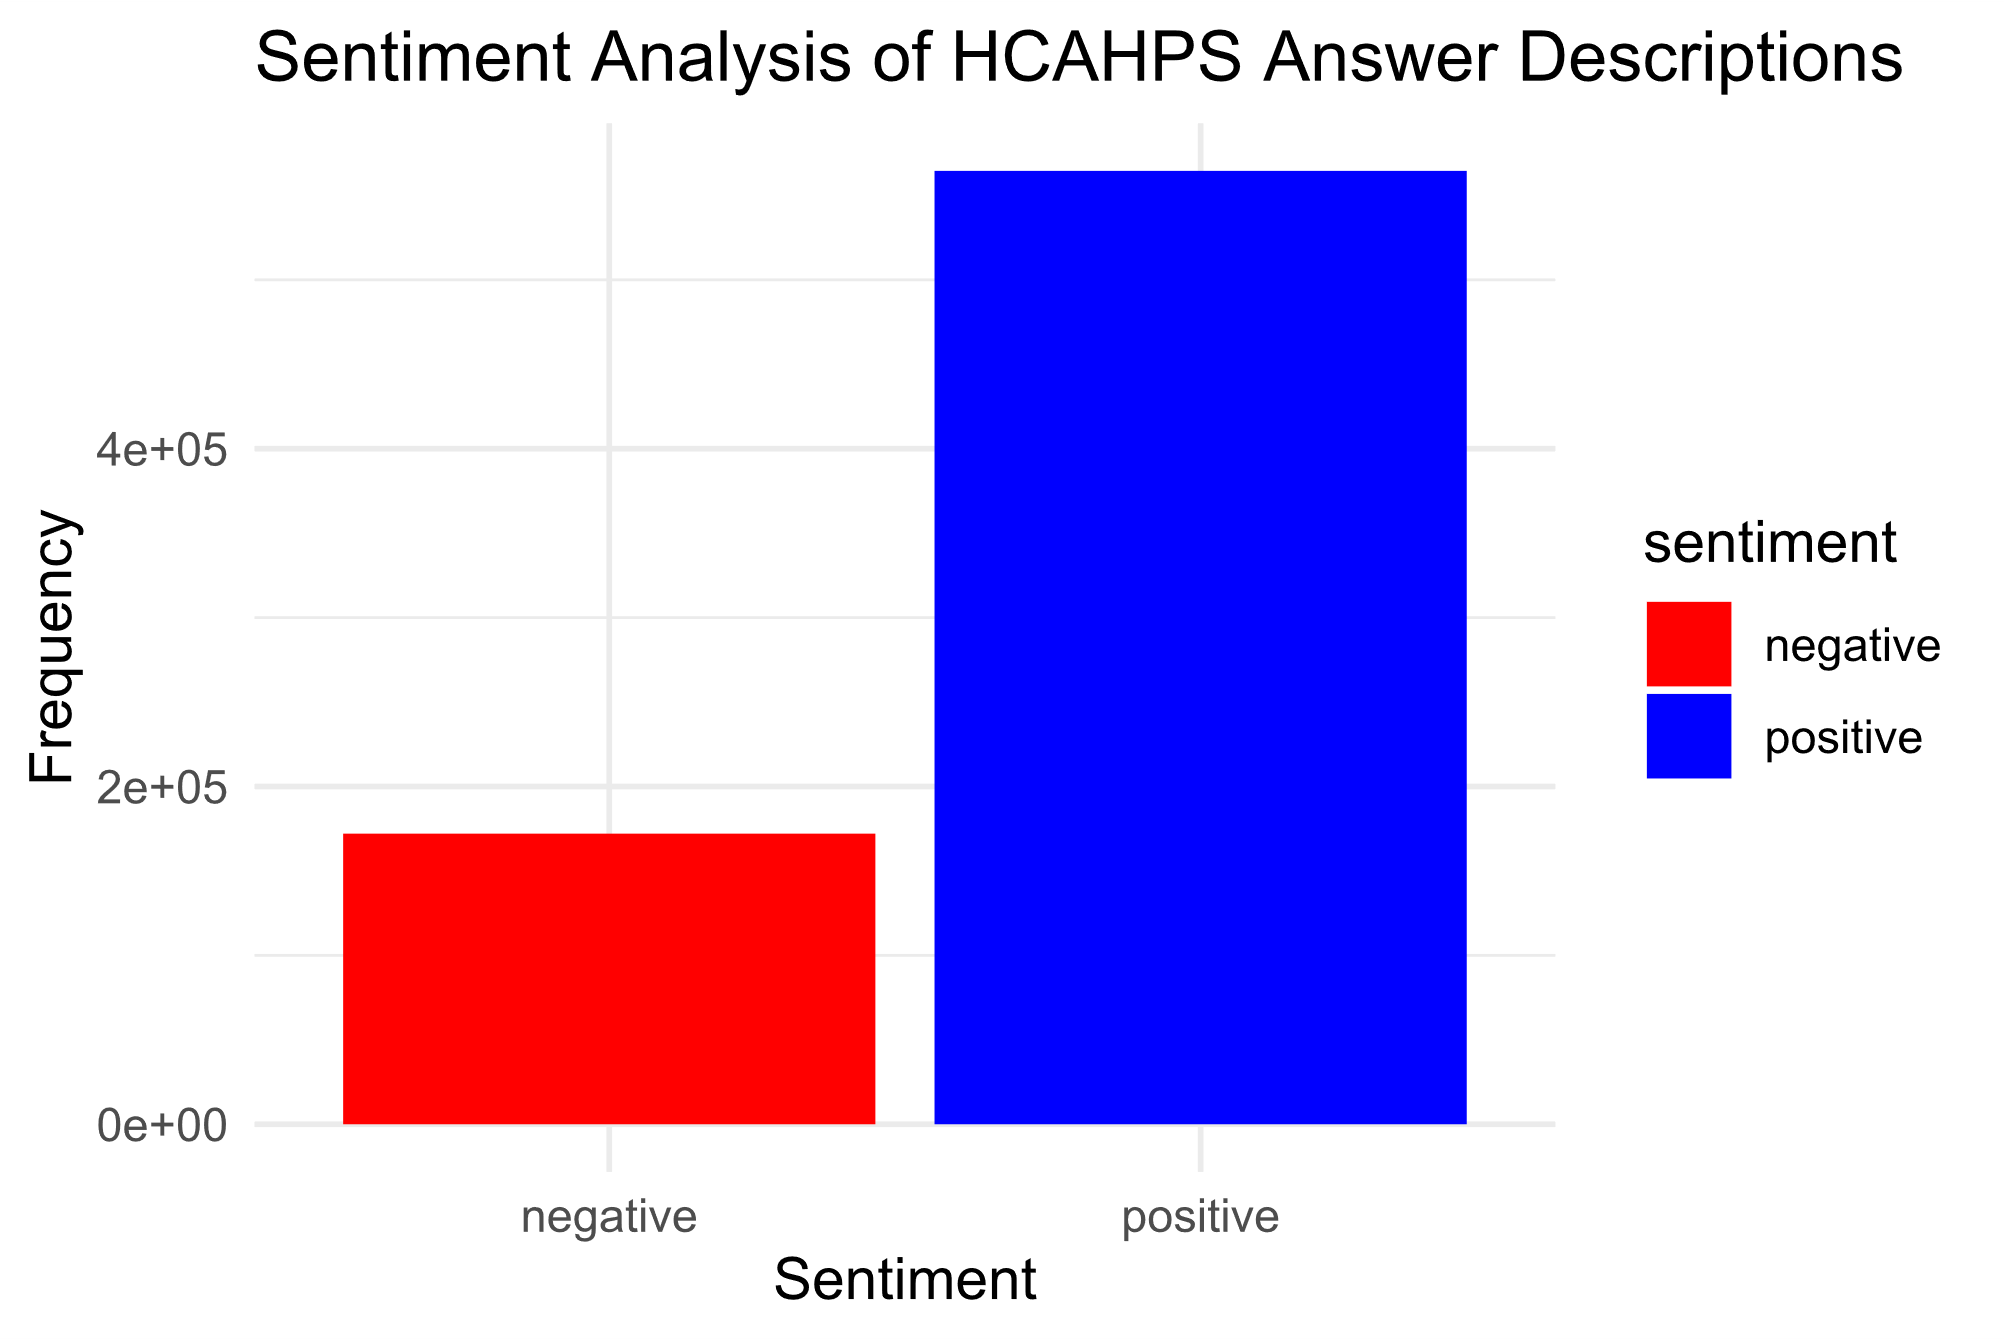 Sentiment Analysis of HCAHPS Answer Descriptions
Frequency
4e+05
2e+05
0e+00
negative
positive
Sentiment
sentiment
negative
positive